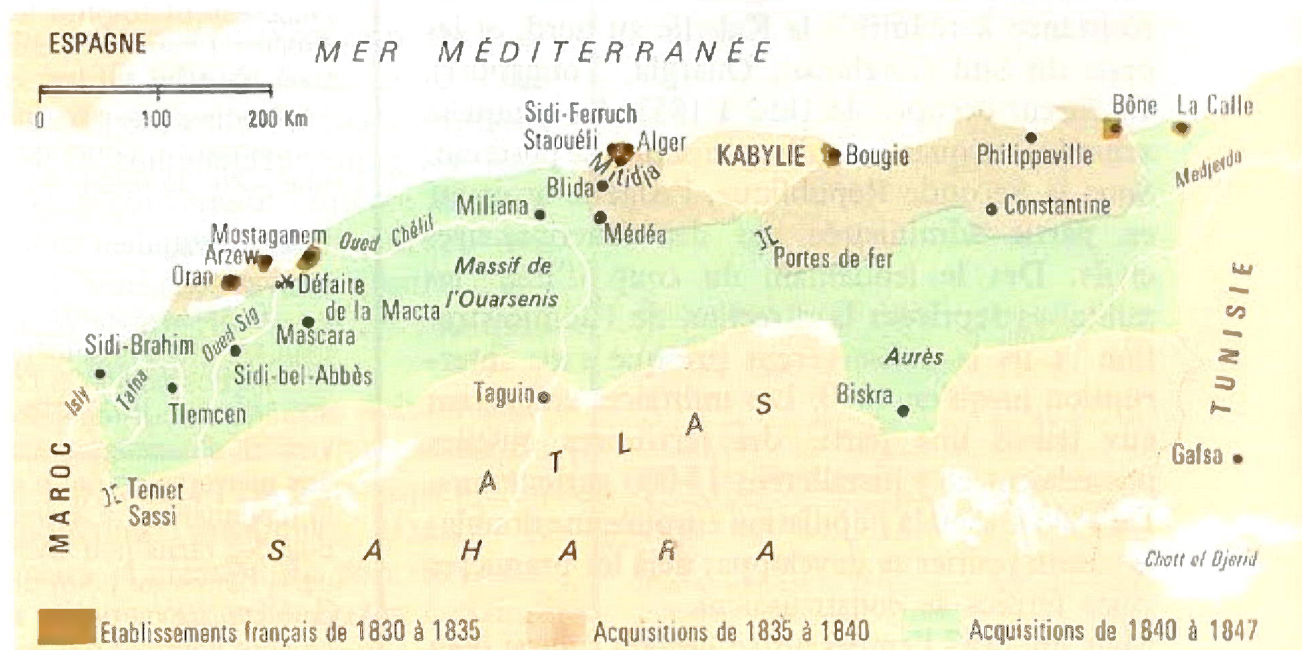 ESPAGNE
MER MÉDITERRANÉE
0 100 200 Km
Sidi-Ferruch
Staouéli
Alger
Mitidja
KABYLIE
Bougie
Bône
La Calle
Philippeville
Medjerda
Blida
Miliana
Médéa
Constantine
Mostaganem
Oued Chélif
Arzew
Oran
Défaite
de la Macta
Massif de
l'Ouarsenis
Portes de fer
Oued Sig
Mascara
Sidi-Brahim
Sidi-bel-Abbès
Isly
Tafna
Tlemcen
Taguin
Aurès
Biskra
TUNISIE
ATLAS
Gafsa
MAROC
Teniet
Sassi
SAHARA
Chott el Djerid
Etablissements français de 1830 à 1835
Acquisitions de 1835 à 1840
Acquisitions de 1840 à 1847